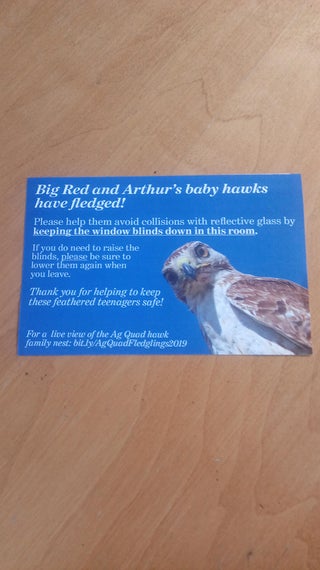 Big Red and Arthur's baby hawks
have fledged!
Please help them avoid collisions with reflective glass by
keeping the window blinds down in this room.
If you do need to raise the
blinds, please be sure to
lower them again when
you leave.
Thank you for helping to keep
these feathered teenagers safe!
For a live view of the Ag Quad hawk
family nest: bit.ly/AgQuadFledglings2019